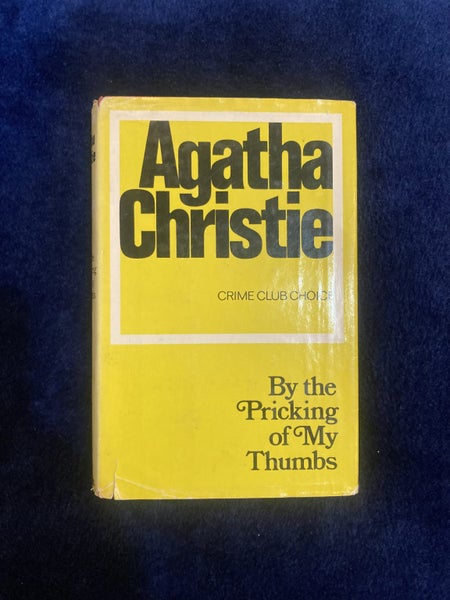 Agatha
Christie
CRIME CLUB CHOICE
By the
Pricking
of My
Thumbs